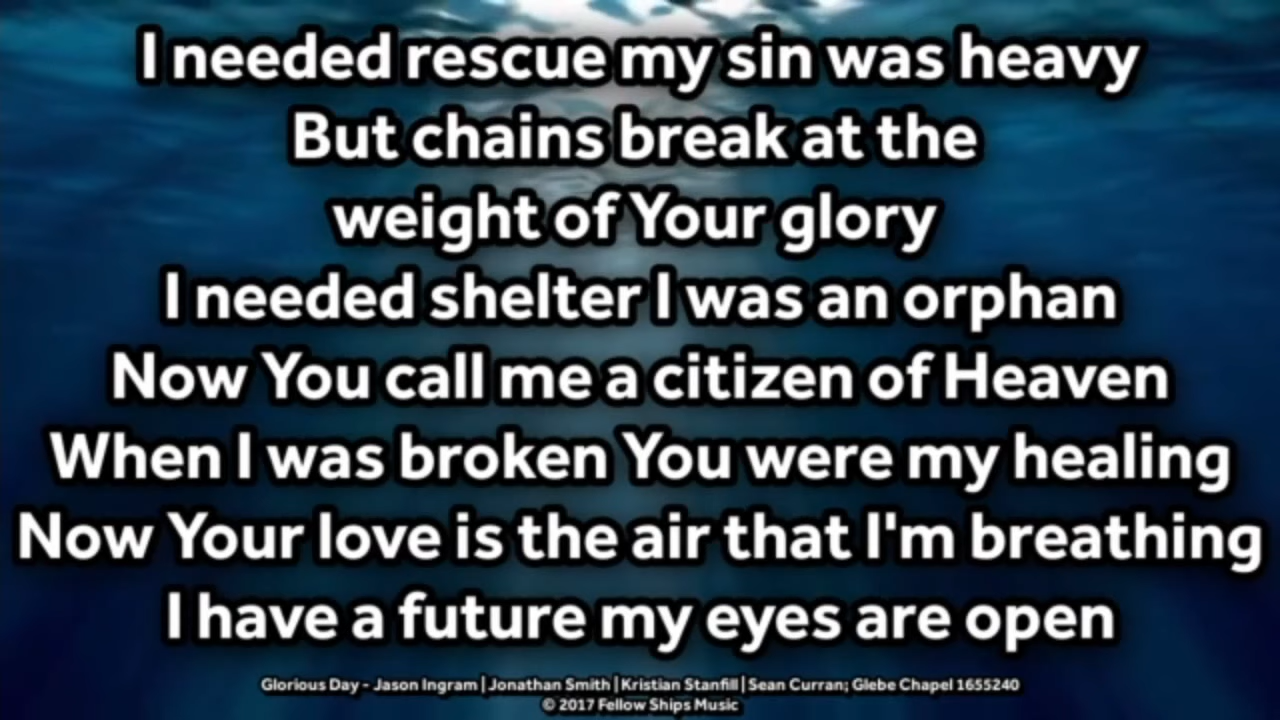 I needed rescue my sin was heavy
But chains break at the
weight of Your glory
I needed shelter I was an orphan
Now You call me a citizen of Heaven
When I was broken You were my healing
Now Your love is the air that I'm breathing
I have a future my eyes are open
Glorious Day - Jason Ingram | Jonathan Smith | Kristian Stanfill | Sean Curran; Glebe Chapel 1655240
© 2017 Fellow Ships Music